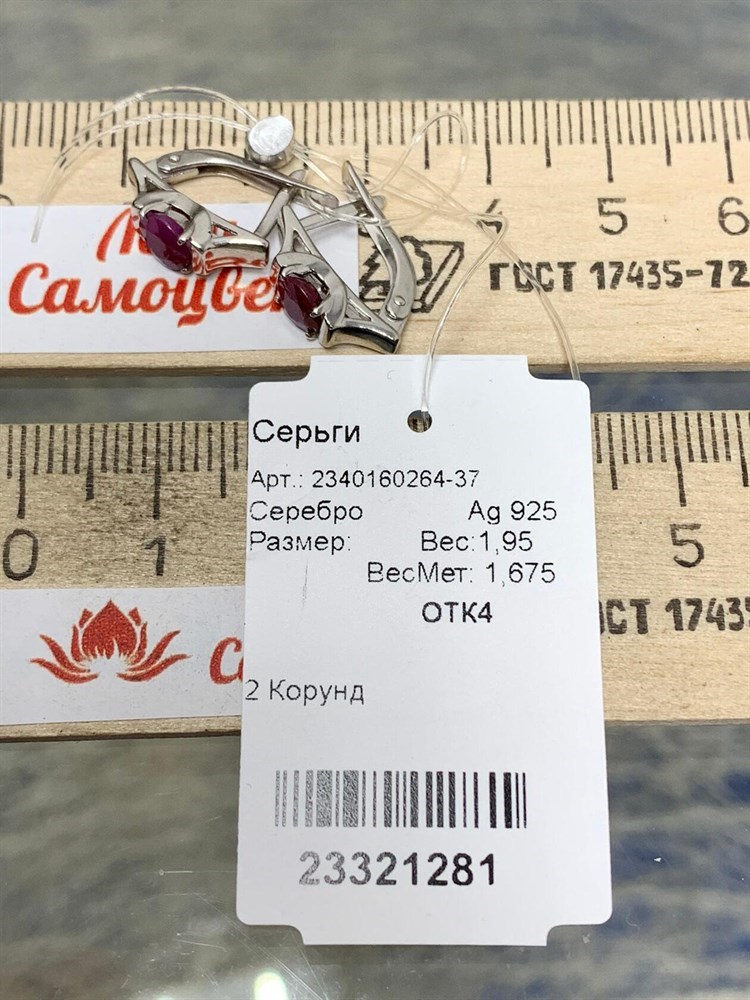 4 5 6
ГОСТ 17435-72
Самоцве
Серьги
Арт.: 2340160264-37
Серебро Ag 925
Размер: Вес:1,95
ВесМет: 1,675
ОТК4
2 Корунд
23321281
0 1 5
ОСТ 17435